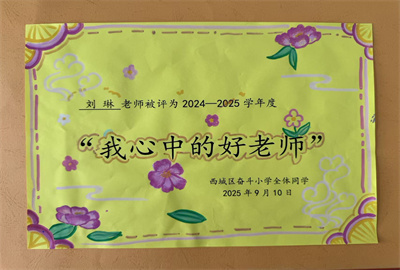 刘 琳 老师被评为 2024—2025 学年度
“我心中的好老师”
西城区奋斗小学全体同学
2025 年 9 月 10 日